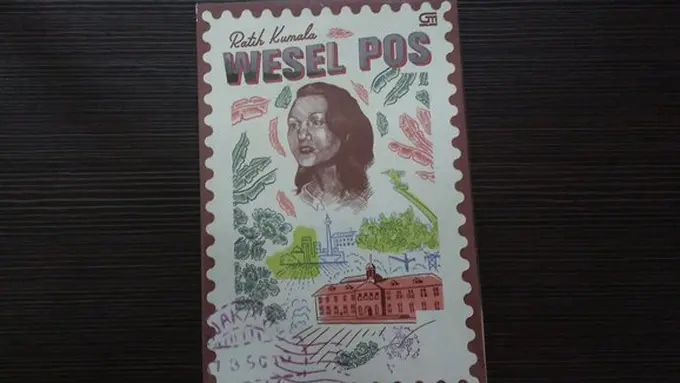 Ratih Kumala
WESEL POS